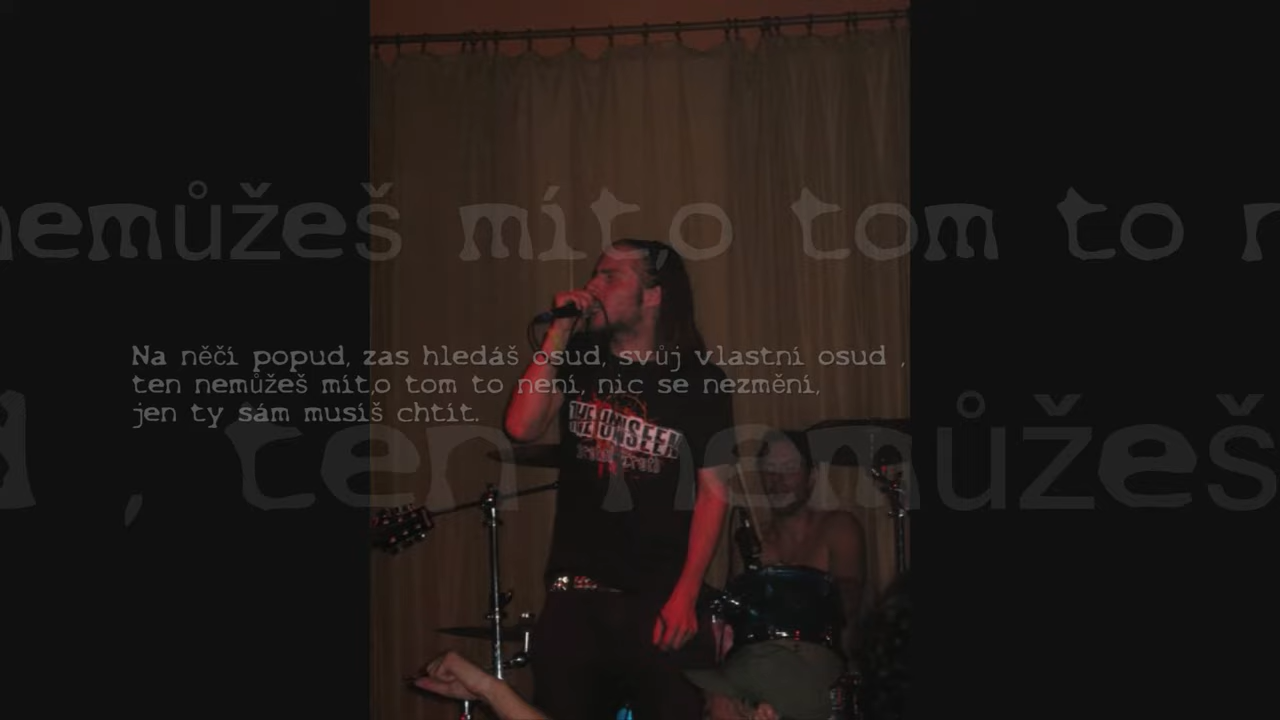 nemůžeš mít,o tom to n
Na něčí popud, zas hledáš osud, svůj vlastní osud ,
ten nemůžeš mít,o tom to není, nic se nezmění,
jen ty sám musíš chtít.
d , ten nemůžeš
THE UNSEEN